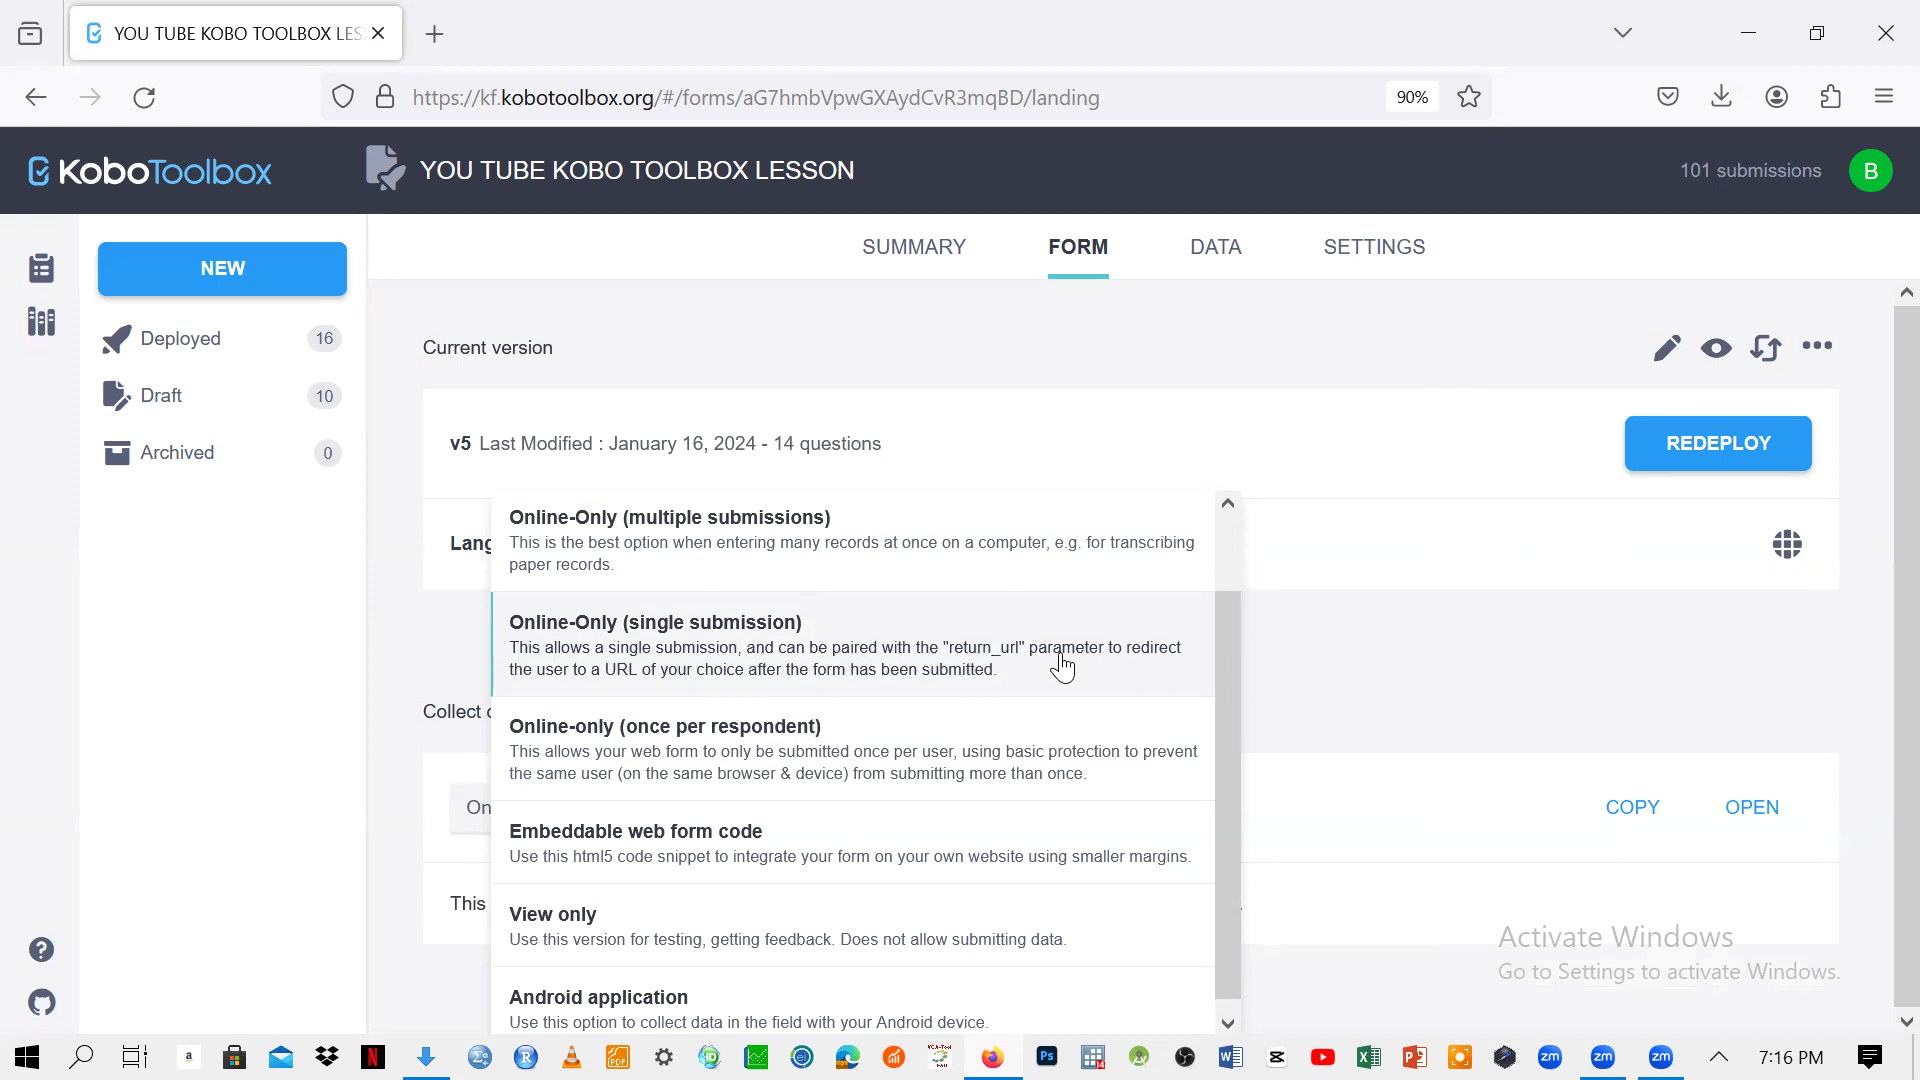 YOU TUBE KOBO TOOLBOX LES
https://kf.kobotoolbox.org/#/forms/aG7hmbVpwGXAydCvR3mqBD/landing
90%
KoboToolbox
YOU TUBE KOBO TOOLBOX LESSON
101 submissions
B
NEW
SUMMARY
FORM
DATA
SETTINGS
Deployed 16
Draft 10
Archived 0
Current version
v5 Last Modified : January 16, 2024 - 14 questions
REDEPLOY
Lang
Online-Only (multiple submissions)
This is the best option when entering many records at once on a computer, e.g. for transcribing
paper records.
Online-Only (single submission)
This allows a single submission, and can be paired with the "return_url" parameter to redirect
the user to a URL of your choice after the form has been submitted.
Collect
Online-only (once per respondent)
This allows your web form to only be submitted once per user, using basic protection to prevent
the same user (on the same browser & device) from submitting more than once.
On
COPY
OPEN
Embeddable web form code
Use this html5 code snippet to integrate your form on your own website using smaller margins.
This
View only
Use this version for testing, getting feedback. Does not allow submitting data.
Android application
Use this option to collect data in the field with your Android device.
Activate Windows
Go to Settings to activate Windows.
7:16 PM